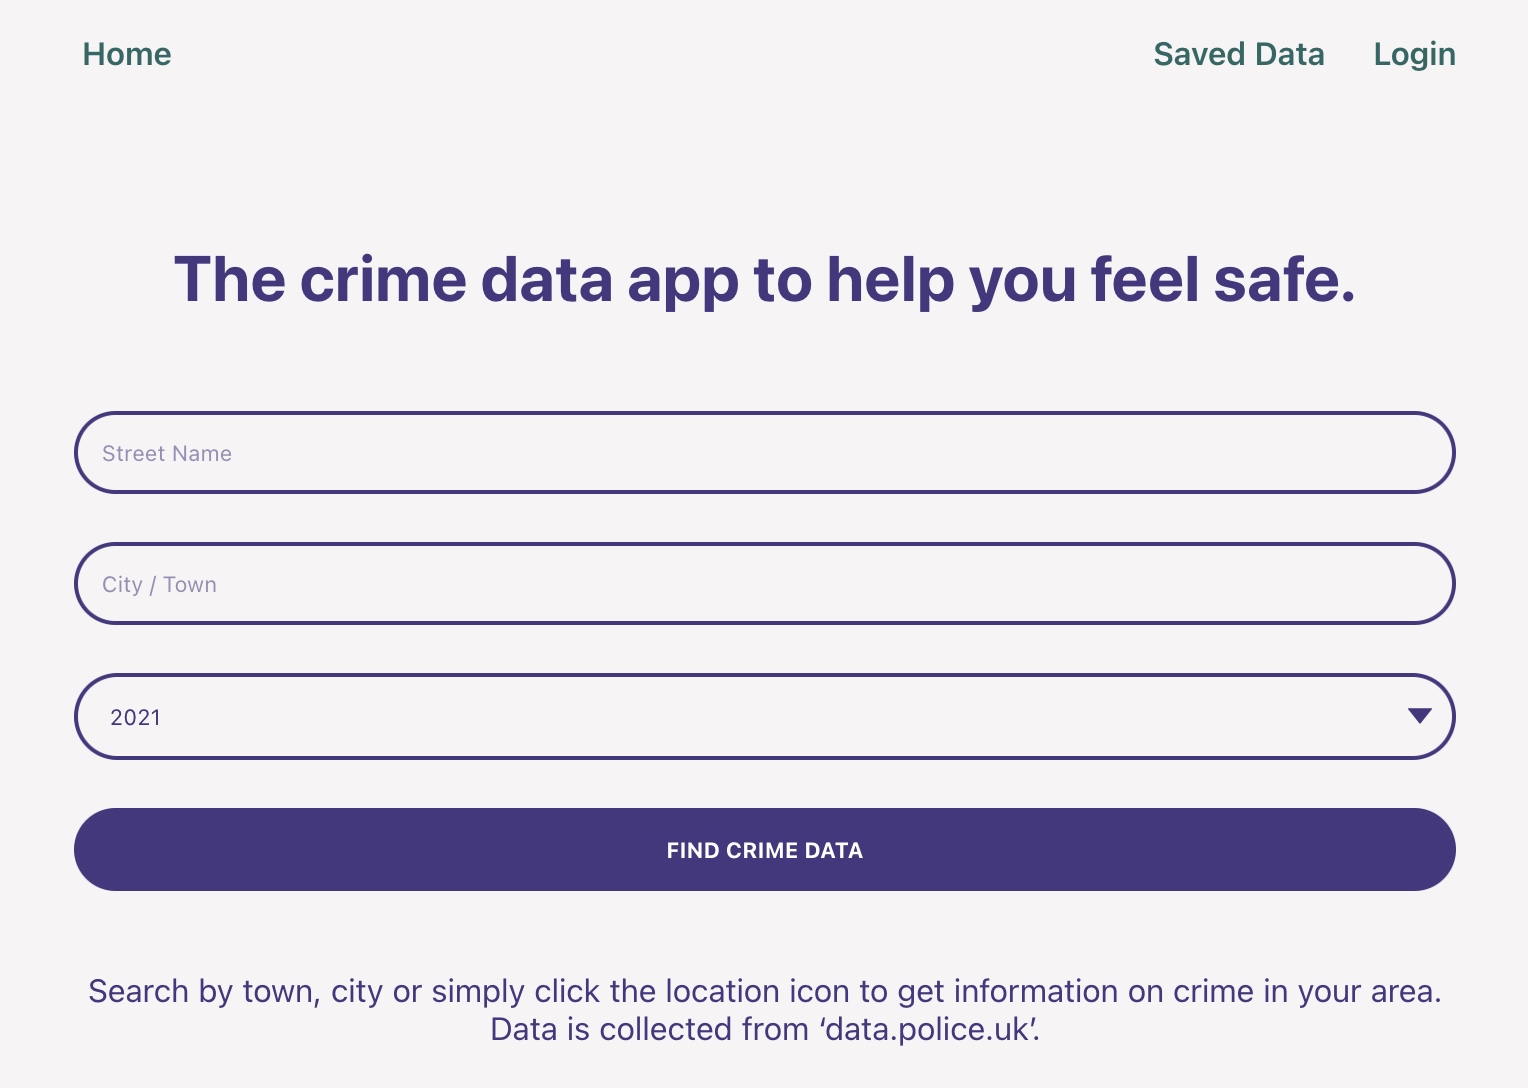 Home
Saved Data
Login
The crime data app to help you feel safe.
Street Name
City / Town
2021
FIND CRIME DATA
Search by town, city or simply click the location icon to get information on crime in your area.
Data is collected from ‘data.police.uk’.